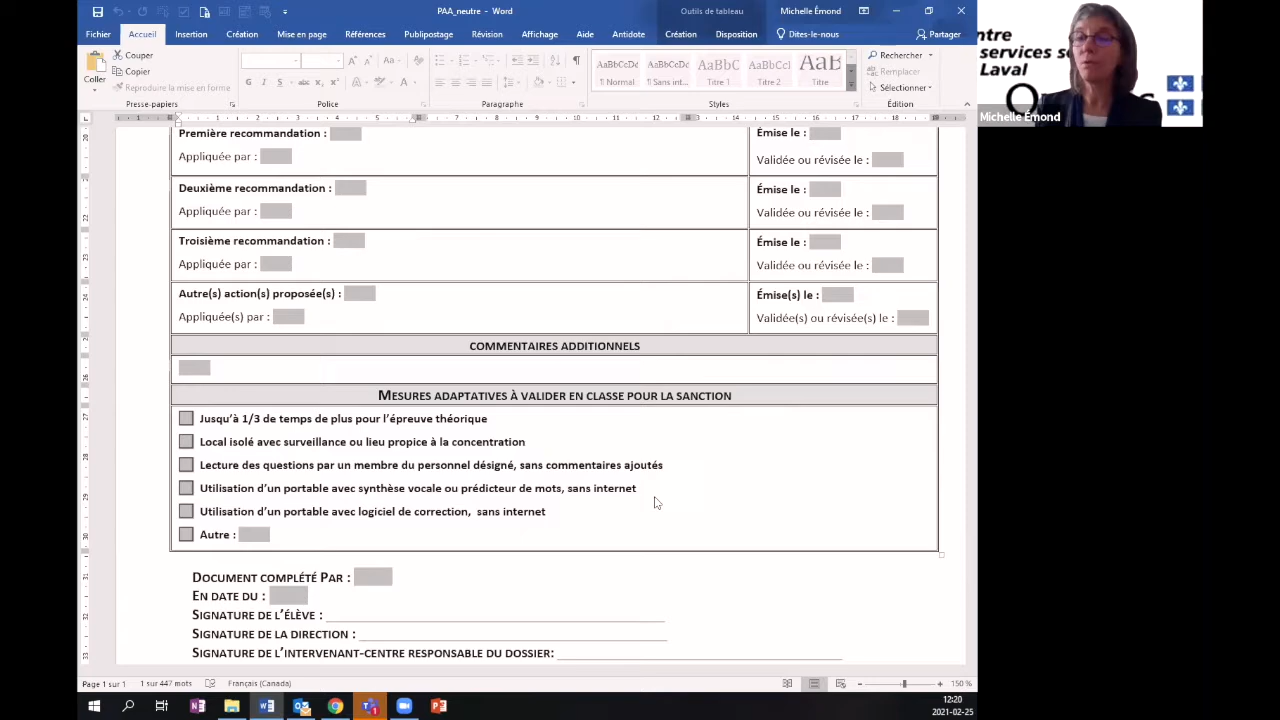 PAA_neutre - Word
Outils de tableau
Michelle Émond
Fichier
Accueil
Insertion
Création
Mise en page
Références
Publipostage
Révision
Affichage
Aide
Antidote
Création
Disposition
Dites-le-nous
Partager
Coller
Couper
Copier
Reproduire la mise en forme
Presse-papiers
Police
Paragraphe
AaBbCcDc
¶ Normal
AaBbCcDc
¶ Sans int...
AaBbC
Titre 1
AaBbCcl
Titre 2
AaB
Titre
Styles
Rechercher
Remplacer
Sélectionner
Édition
Première recommandation :
Émise le :
Appliquée par :
Validée ou révisée le :
Deuxième recommandation :
Émise le :
Appliquée par :
Validée ou révisée le :
Troisième recommandation :
Émise le :
Appliquée par :
Validée ou révisée le :
Autre(s) action(s) proposée(s) :
Émise(s) le :
Appliquée(s) par :
Validée(s) ou révisée(s) le :
COMMENTAIRES ADDITIONNELS
MESURES ADAPTATIVES À VALIDER EN CLASSE POUR LA SANCTION
Jusqu'à 1/3 de temps de plus pour l'épreuve théorique
Local isolé avec surveillance ou lieu propice à la concentration
Lecture des questions par un membre du personnel désigné, sans commentaires ajoutés
Utilisation d'un portable avec synthèse vocale ou prédicteur de mots, sans internet
Utilisation d'un portable avec logiciel de correction, sans internet
Autre :
DOCUMENT COMPLÉTÉ PAR :
EN DATE DU :
SIGNATURE DE L'ÉLÈVE :
SIGNATURE DE LA DIRECTION :
SIGNATURE DE L'INTERVENANT-CENTRE RESPONSABLE DU DOSSIER:
Page 1 sur 1
1 sur 447 mots
Français (Canada)
150 %
12:20
2021-02-25
ntre
services s
Laval
Michelle Émond